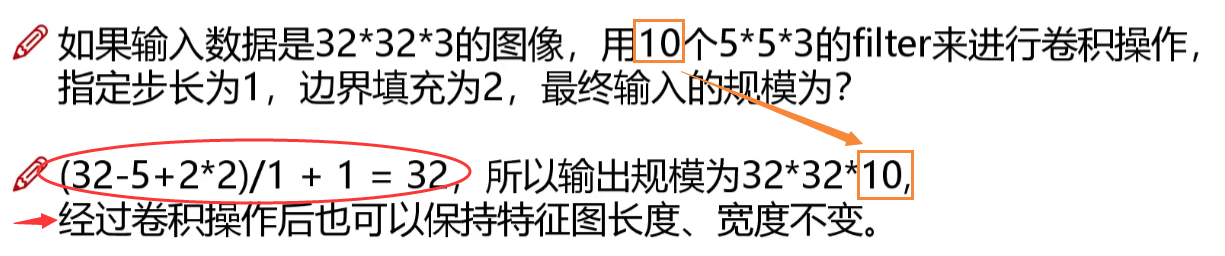 如果输入数据是32*32*3的图像，用10个5*5*3的filter来进行卷积操作，
指定步长为1，边界填充为2，最终输入的规模为？
(32-5+2*2)/1 + 1 = 32，所以输出规模为32*32*10,
经过卷积操作后也可以保持特征图长度、宽度不变。